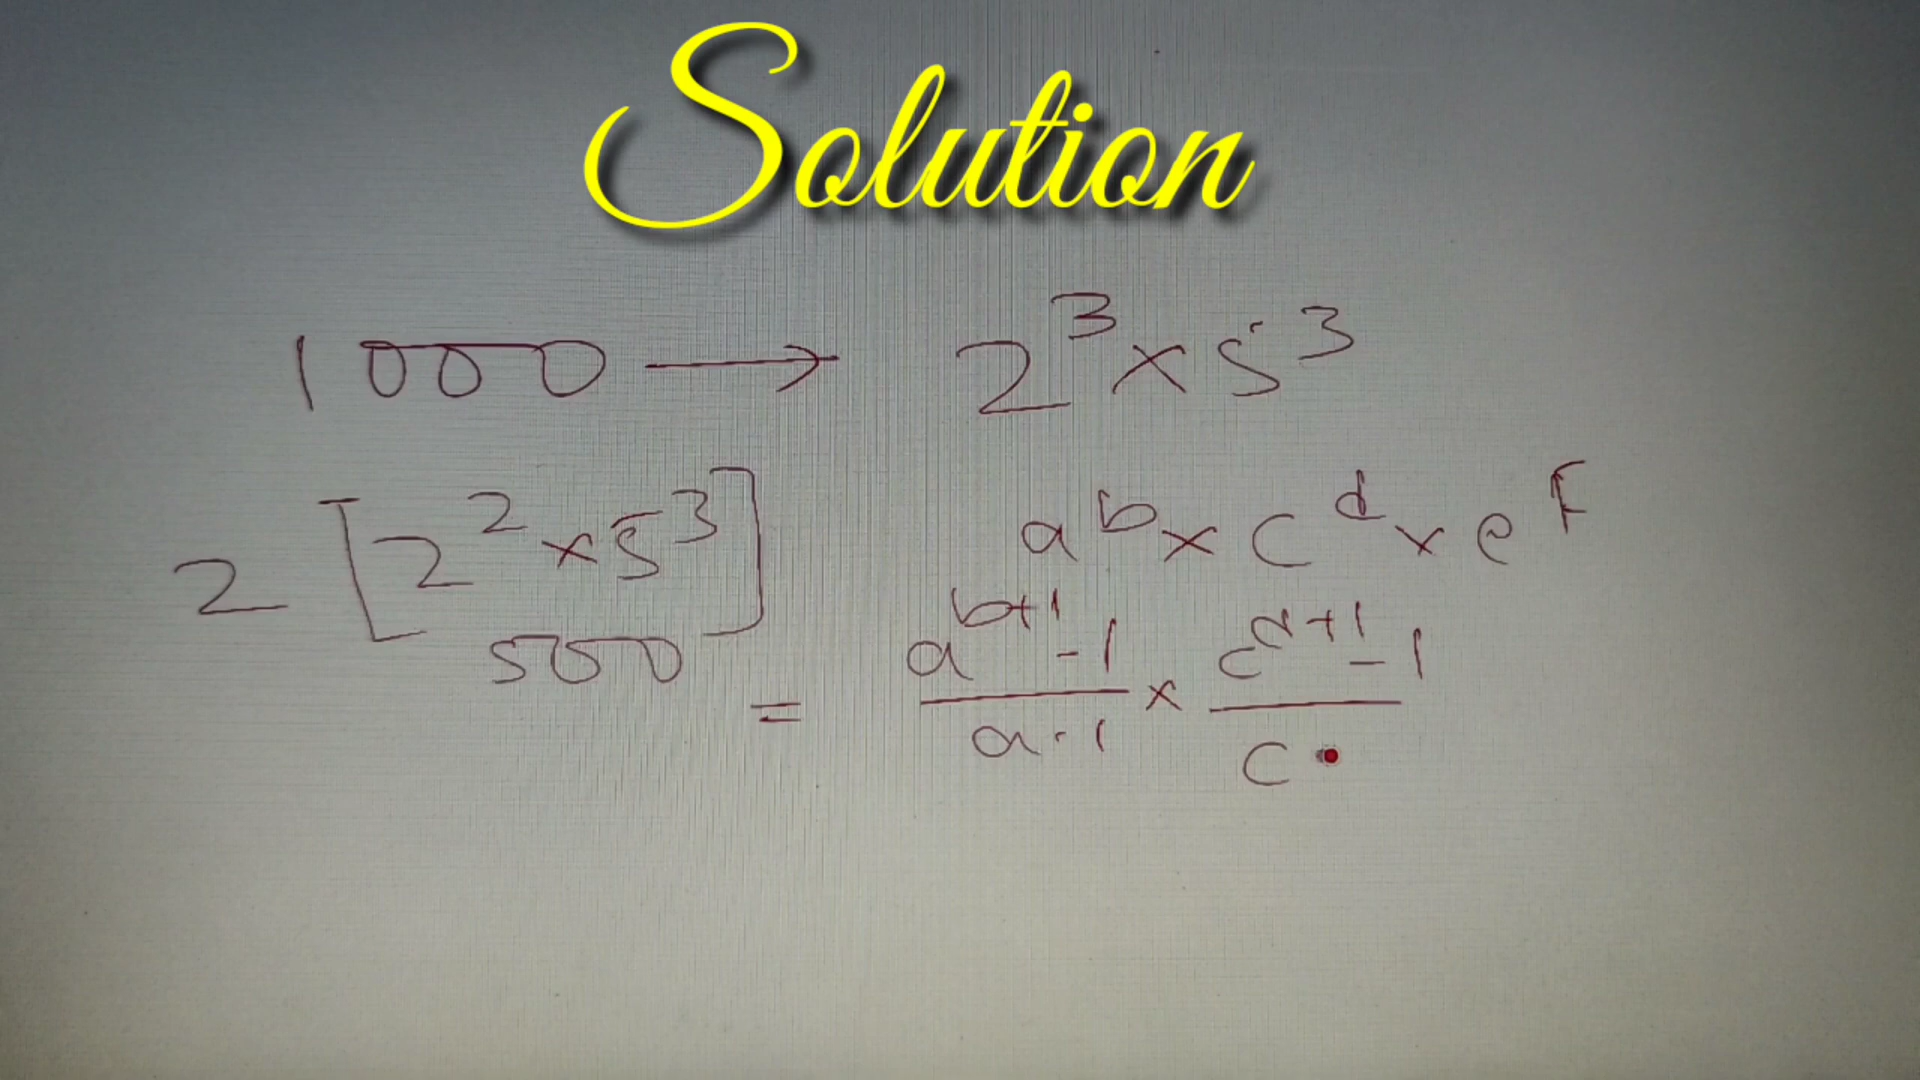 Solution
1000 → 2³ × 5³
2 [2² × 5³]
500
a^b × c^d × e^f
= (a^(b+1) - 1)/(a - 1) × (c^(d+1) - 1)/(c